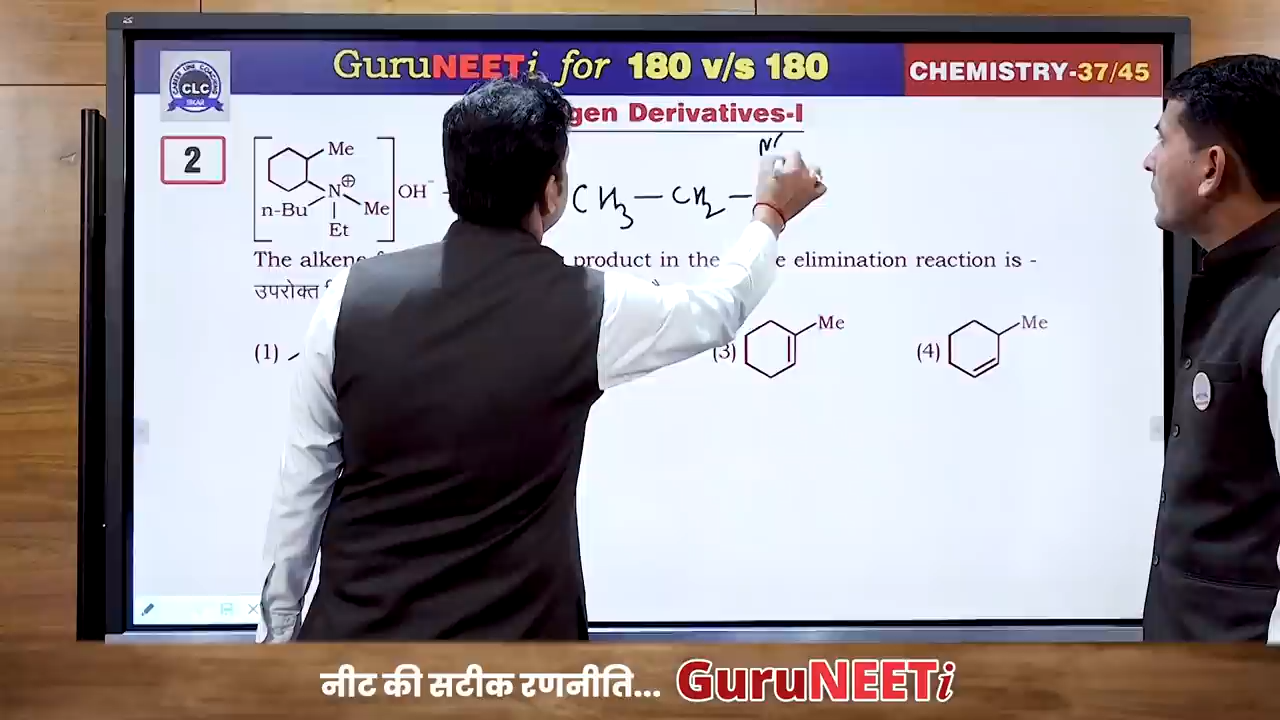 GuruNEETi for 180 v/s 180
CHEMISTRY-37/45
CLC
gen Derivatives-I
2
Me
N⊕
OH⁻
n-Bu
Me
Et
CH3 — CH2 —
The alkene
product in the
elimination reaction is -
उपरोक्त
(1)
(3)
Me
(4)
Me
नीट की सटीक रणनीति... GuruNEETi